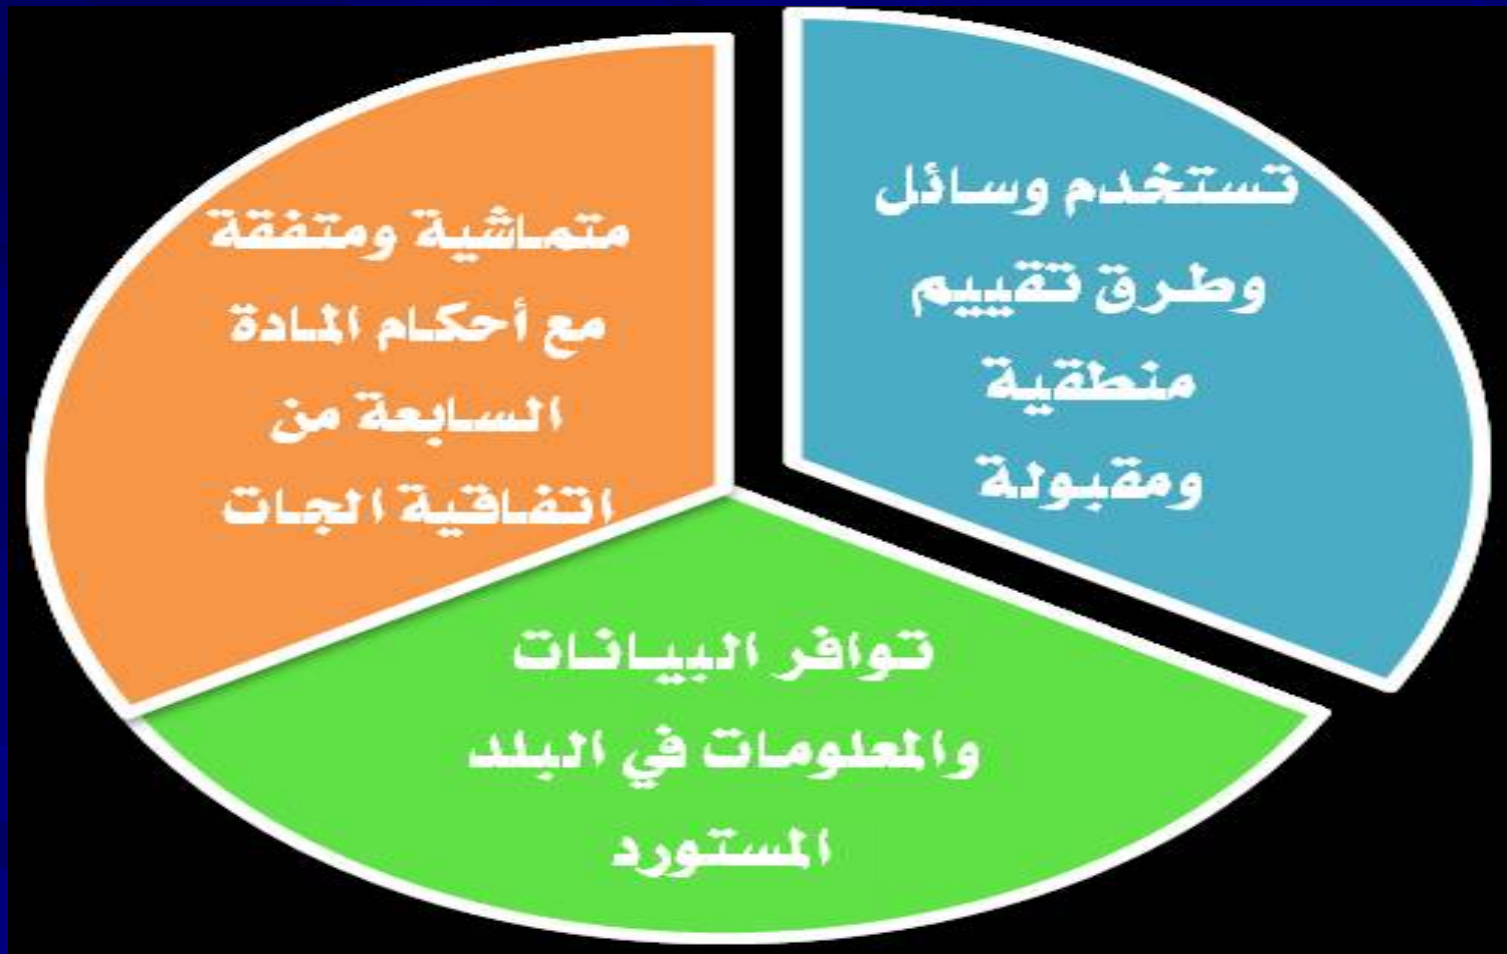 تستخدم وسائل
وطرق تقييم
منطقية
ومقبولة
توافر البيانات
والمعلومات في البلد
المستورد
متماشية ومتفقة
مع أحكام المادة
السابعة من
اتفاقية الجات